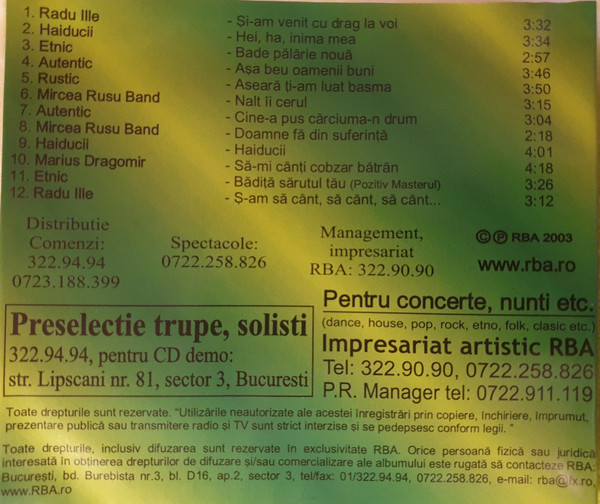 1. Radu Ille - Și-am venit cu drag la voi 3:32
2. Haiducii - Hei, ha, inima mea 3:34
3. Etnic - Bade pălărie nouă 2:57
4. Autentic - Așa beu oamenii buni 3:46
5. Rustic - Aseară ți-am luat basma 3:50
6. Mircea Rusu Band - Nalt îi cerul 3:15
7. Autentic - Cine-a pus cârciuma-n drum 3:04
8. Mircea Rusu Band - Doamne fă din suferință 2:18
9. Haiducii - Haiducii 4:01
10. Marius Dragomir - Să-mi cânți cobzar bătrân 4:18
11. Etnic - Bădiță sărutul tău (Pozitiv Masterul) 3:26
12. Radu Ille - Ș-am să cânt, să cânt, să cânt... 3:12
Distributie
Comenzi:
322.94.94
0723.188.399
Spectacole:
0722.258.826
Management,
impresariat
RBA: 322.90.90
©℗ RBA 2003
www.rba.ro
Preselectie trupe, solisti
322.94.94, pentru CD demo:
str. Lipscani nr. 81, sector 3, Bucuresti
Pentru concerte, nunti etc.
(dance, house, pop, rock, etno, folk, clasic etc.)
Impresariat artistic RBA
Tel: 322.90.90, 0722.258.826
P.R. Manager tel: 0722.911.119
Toate drepturile sunt rezervate. "Utilizările neautorizate ale acestei înregistrări prin copiere, închiriere, împrumut,
prezentare publică sau transmitere radio și TV sunt strict interzise și se pedepsesc conform legii. "
Toate drepturile, inclusiv difuzarea sunt rezervate în exclusivitate RBA. Orice persoană fizică sau juridică
interesată în obținerea drepturilor de difuzare și/sau comercializare ale albumului este rugată să contacteze RBA:
București, bd. Burebista nr.3, bl. D16, ap.2, sector 3, tel/fax: 01/322.94.94, 0722.258.826, e-mail: rba@fx.ro,
www.RBA.ro